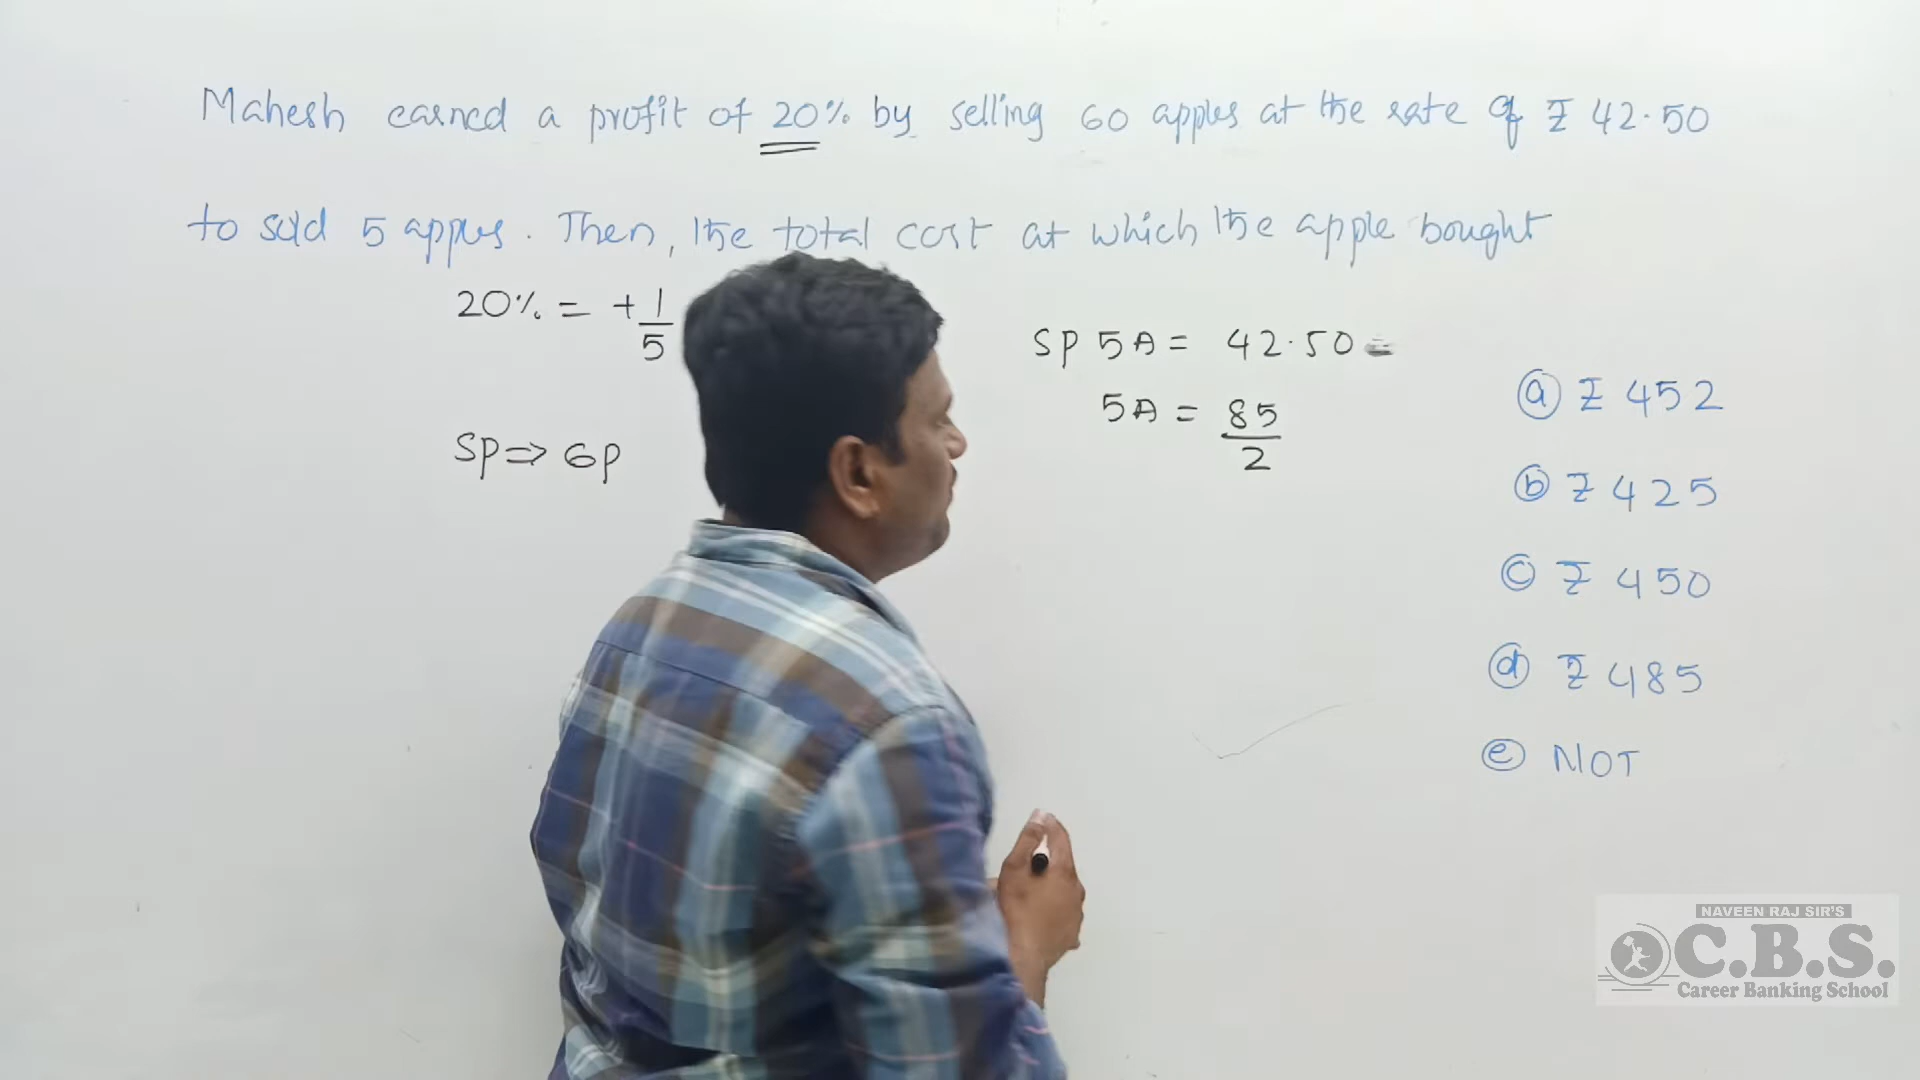 Mahesh earned a profit of 20% by selling 60 apples at the rate of ₹ 42.50
to sold 5 apples. Then, the total cost at which the apple bought
20% = +1/5
SP ⇒ 6P
SP 5A = 42.50 =
5A = 85/2
ⓐ ₹ 452
ⓑ ₹ 425
ⓒ ₹ 450
ⓓ ₹ 485
ⓔ NOT
NAVEEN RAJ SIR'S
C.B.S.
Career Banking School